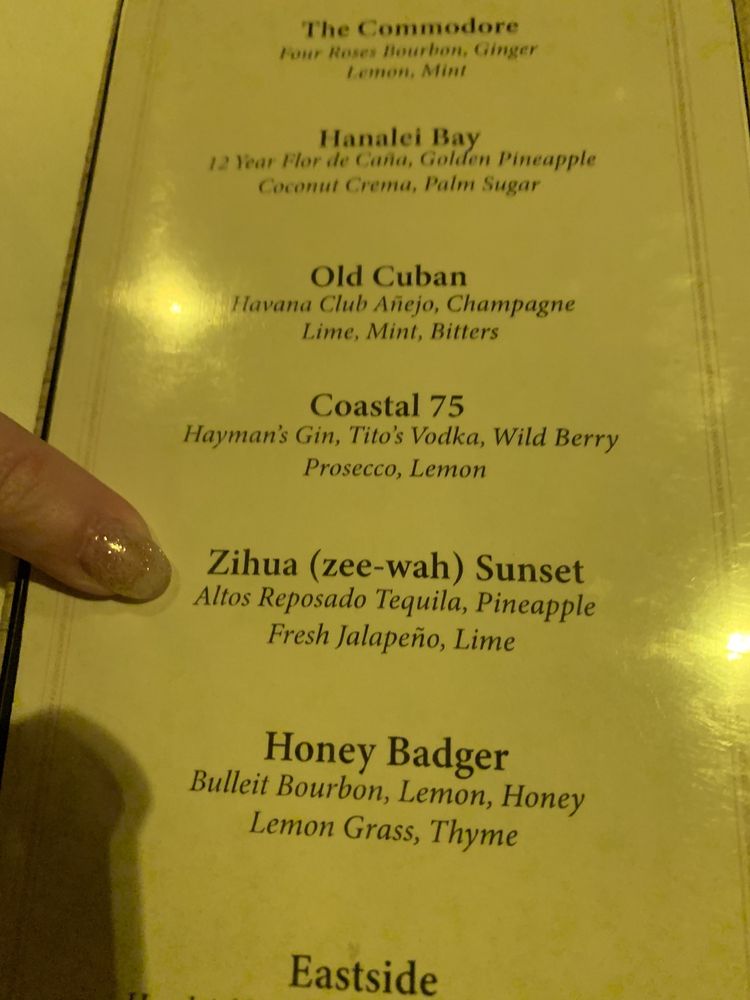 The Commodore
Four Roses Bourbon, Ginger
Lemon, Mint
Hanalei Bay
12 Year Flor de Caña, Golden Pineapple
Coconut Crema, Palm Sugar
Old Cuban
Havana Club Añejo, Champagne
Lime, Mint, Bitters
Coastal 75
Hayman's Gin, Tito's Vodka, Wild Berry
Prosecco, Lemon
Zihua (zee-wah) Sunset
Altos Reposado Tequila, Pineapple
Fresh Jalapeño, Lime
Honey Badger
Bulleit Bourbon, Lemon, Honey
Lemon Grass, Thyme
Eastside